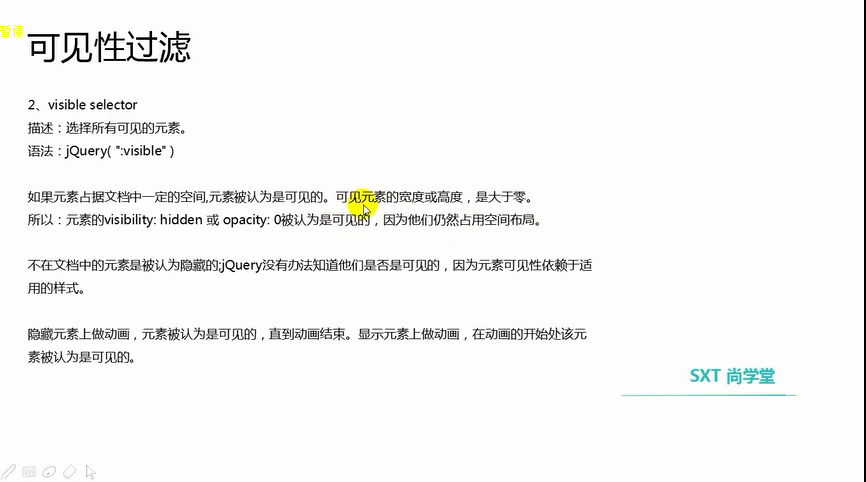 暂停
可见性过滤
2、visible selector
描述：选择所有可见的元素。
语法：jQuery( ":visible" )
如果元素占据文档中一定的空间,元素被认为是可见的。可见元素的宽度或高度，是大于零。
所以：元素的visibility: hidden 或 opacity: 0被认为是可见的，因为他们仍然占用空间布局。
不在文档中的元素是被认为隐藏的;jQuery没有办法知道他们是否是可见的，因为元素可见性依赖于适
用的样式。
隐藏元素上做动画，元素被认为是可见的，直到动画结束。显示元素上做动画，在动画的开始处该元
素被认为是可见的。
SXT 尚学堂